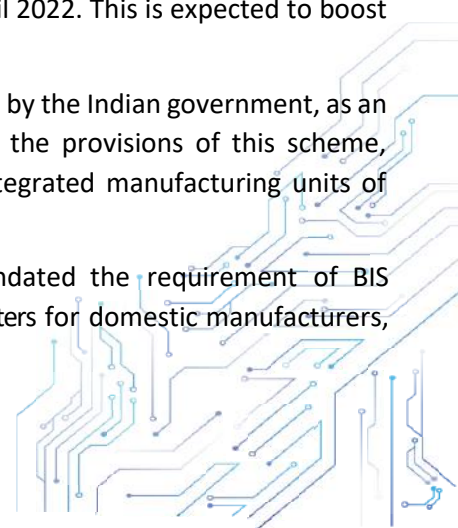 il 2022. This is expected to boost
by the Indian government, as an
the provisions of this scheme,
tegrated manufacturing units of
ndated the requirement of BIS
ters for domestic manufacturers,